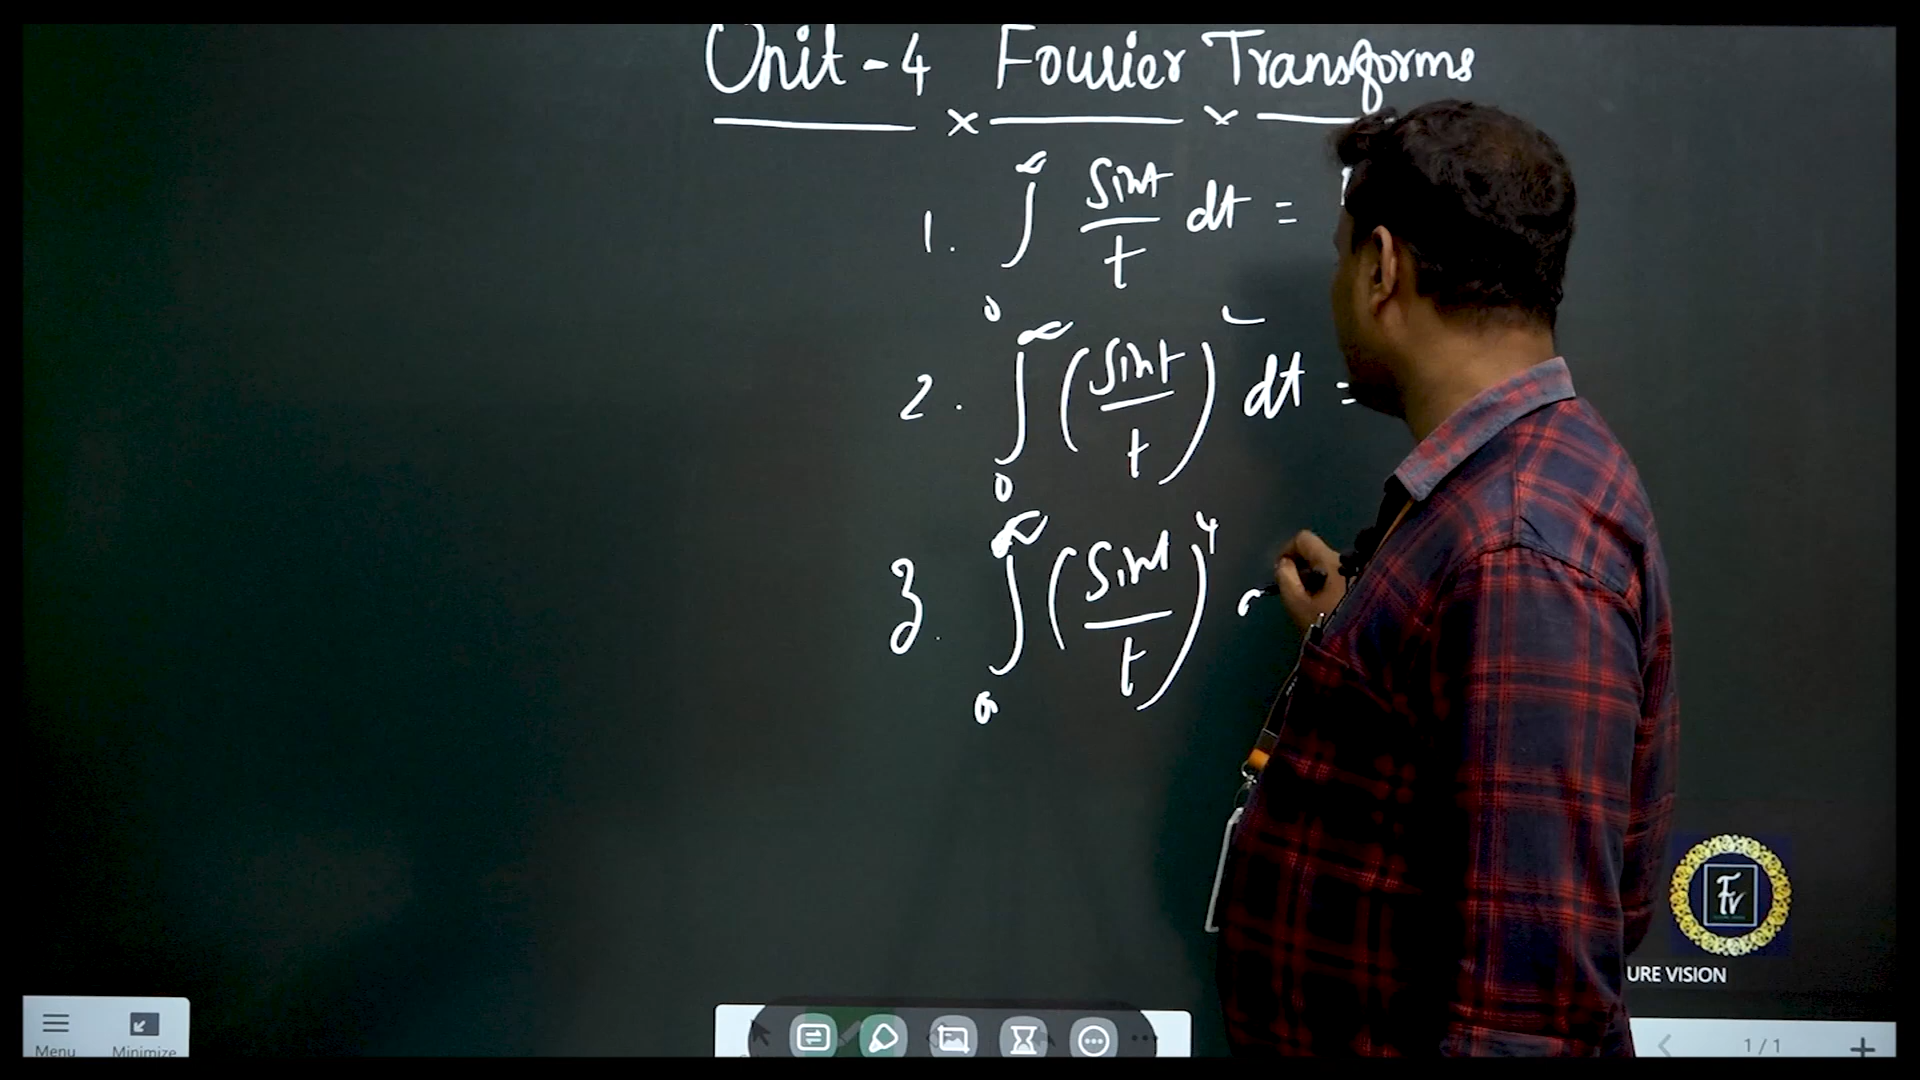 Unit - 4 Fourier Transforms
1. ∫₀^∞ sint/t dt =
2. ∫₀^∞ (sint/t)² dt =
3. ∫₀^∞ (sint/t)⁴
Fv
URE VISION
Menu Minimize
1 / 1